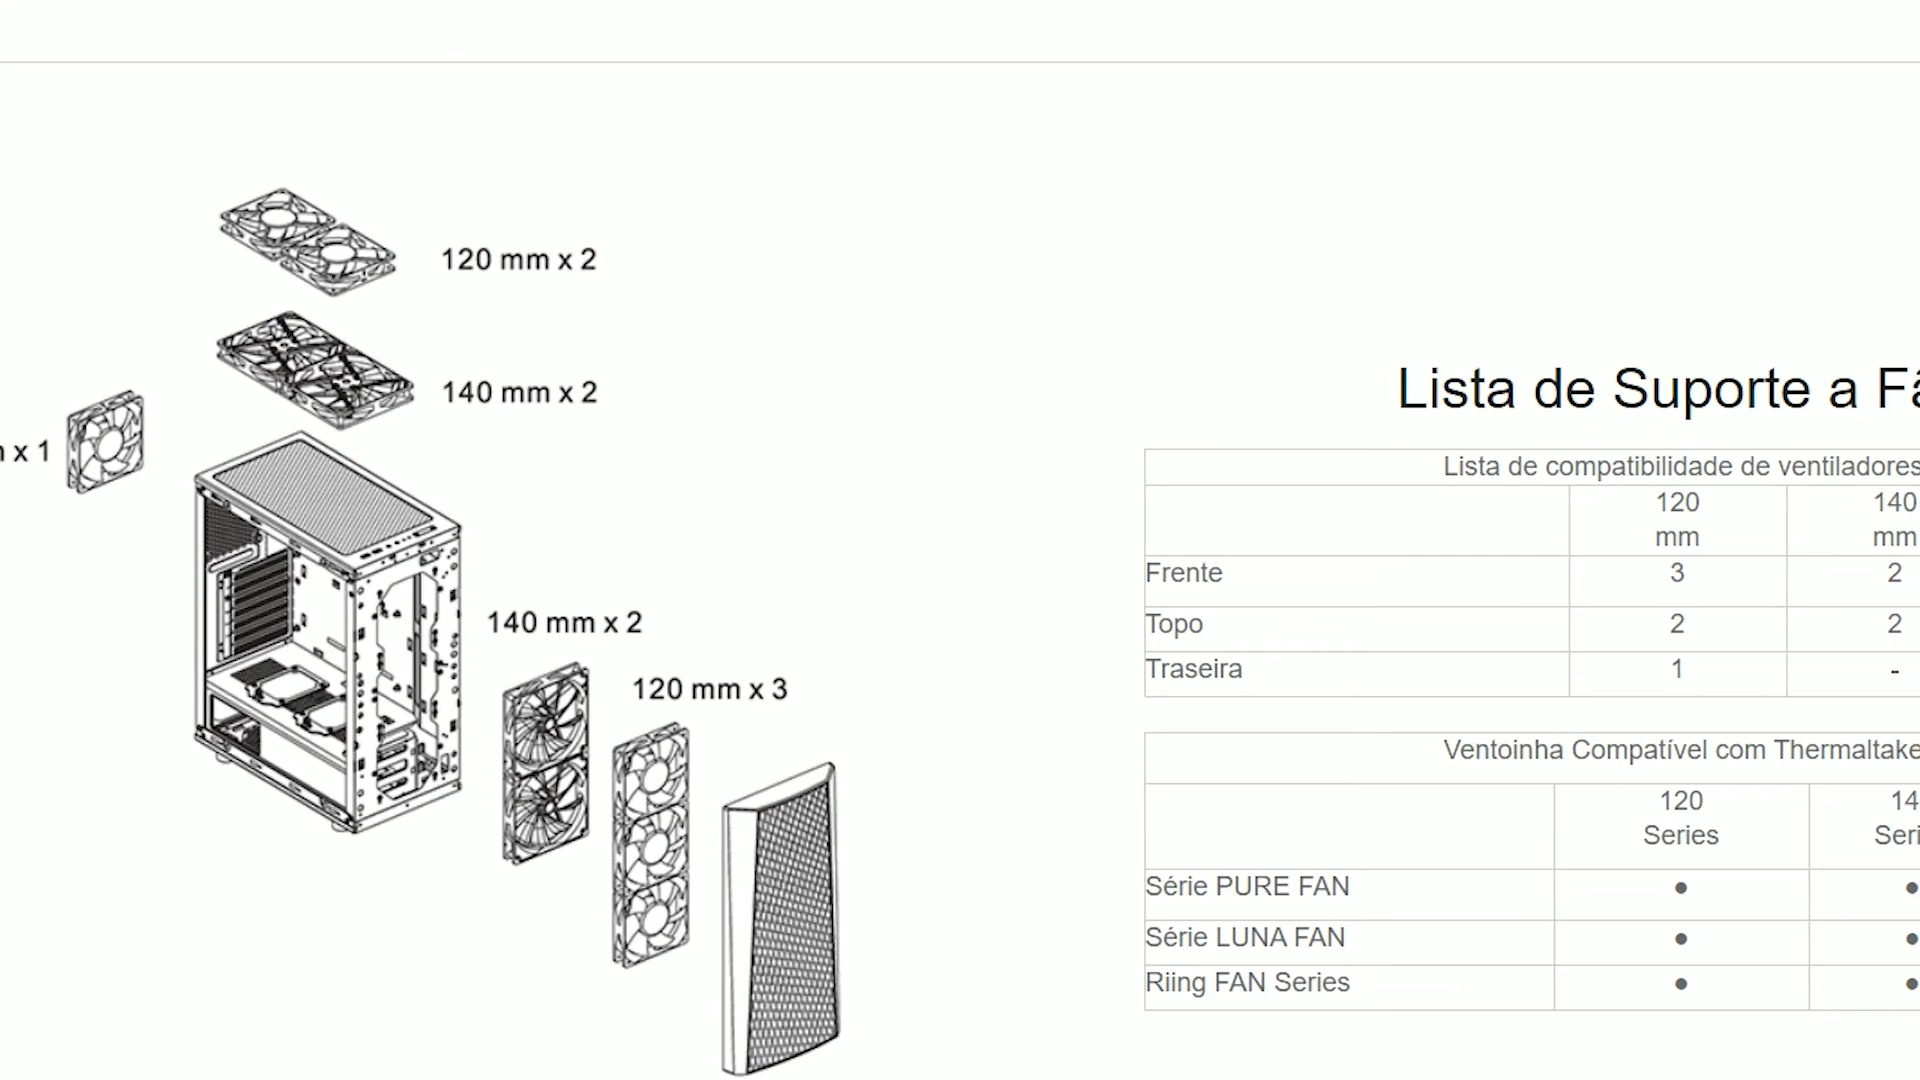 120 mm x 2
140 mm x 2
x 1
140 mm x 2
120 mm x 3
Lista de Suporte a
Lista de compatibilidade de ventiladores
120 mm
140 mm
Frente 3 2
Topo 2 2
Traseira 1 -
Ventoinha Compatível com Thermaltake
120 Series
Série PURE FAN ● ●
Série LUNA FAN ● ●
Riing FAN Series ● ●